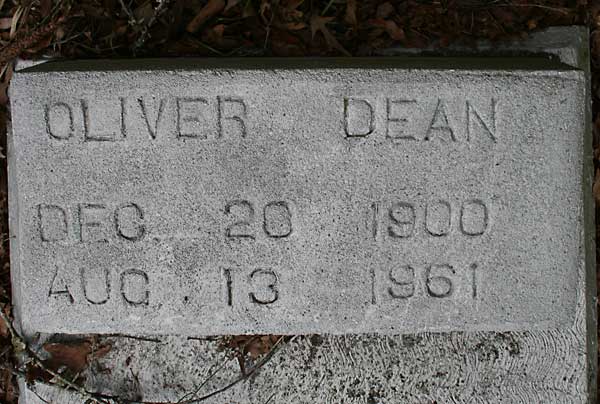 OLIVER DEAN
DEC 20 1900
AUG. 13 1961